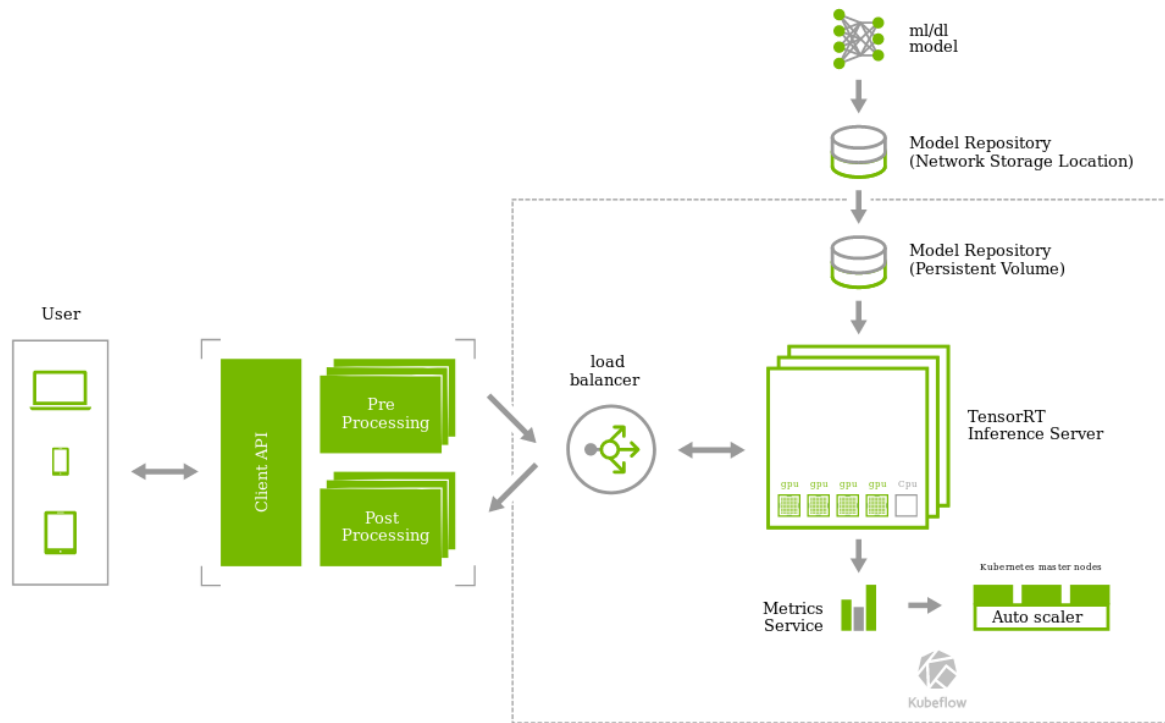 ml/dl
model
Model Repository
(Network Storage Location)
Model Repository
(Persistent Volume)
User
Client API
Pre
Processing
Post
Processing
load
balancer
TensorRT
Inference Server
gpu gpu gpu gpu Cpu
Metrics
Service
Kubernetes master nodes
Auto scaler
Kubeflow